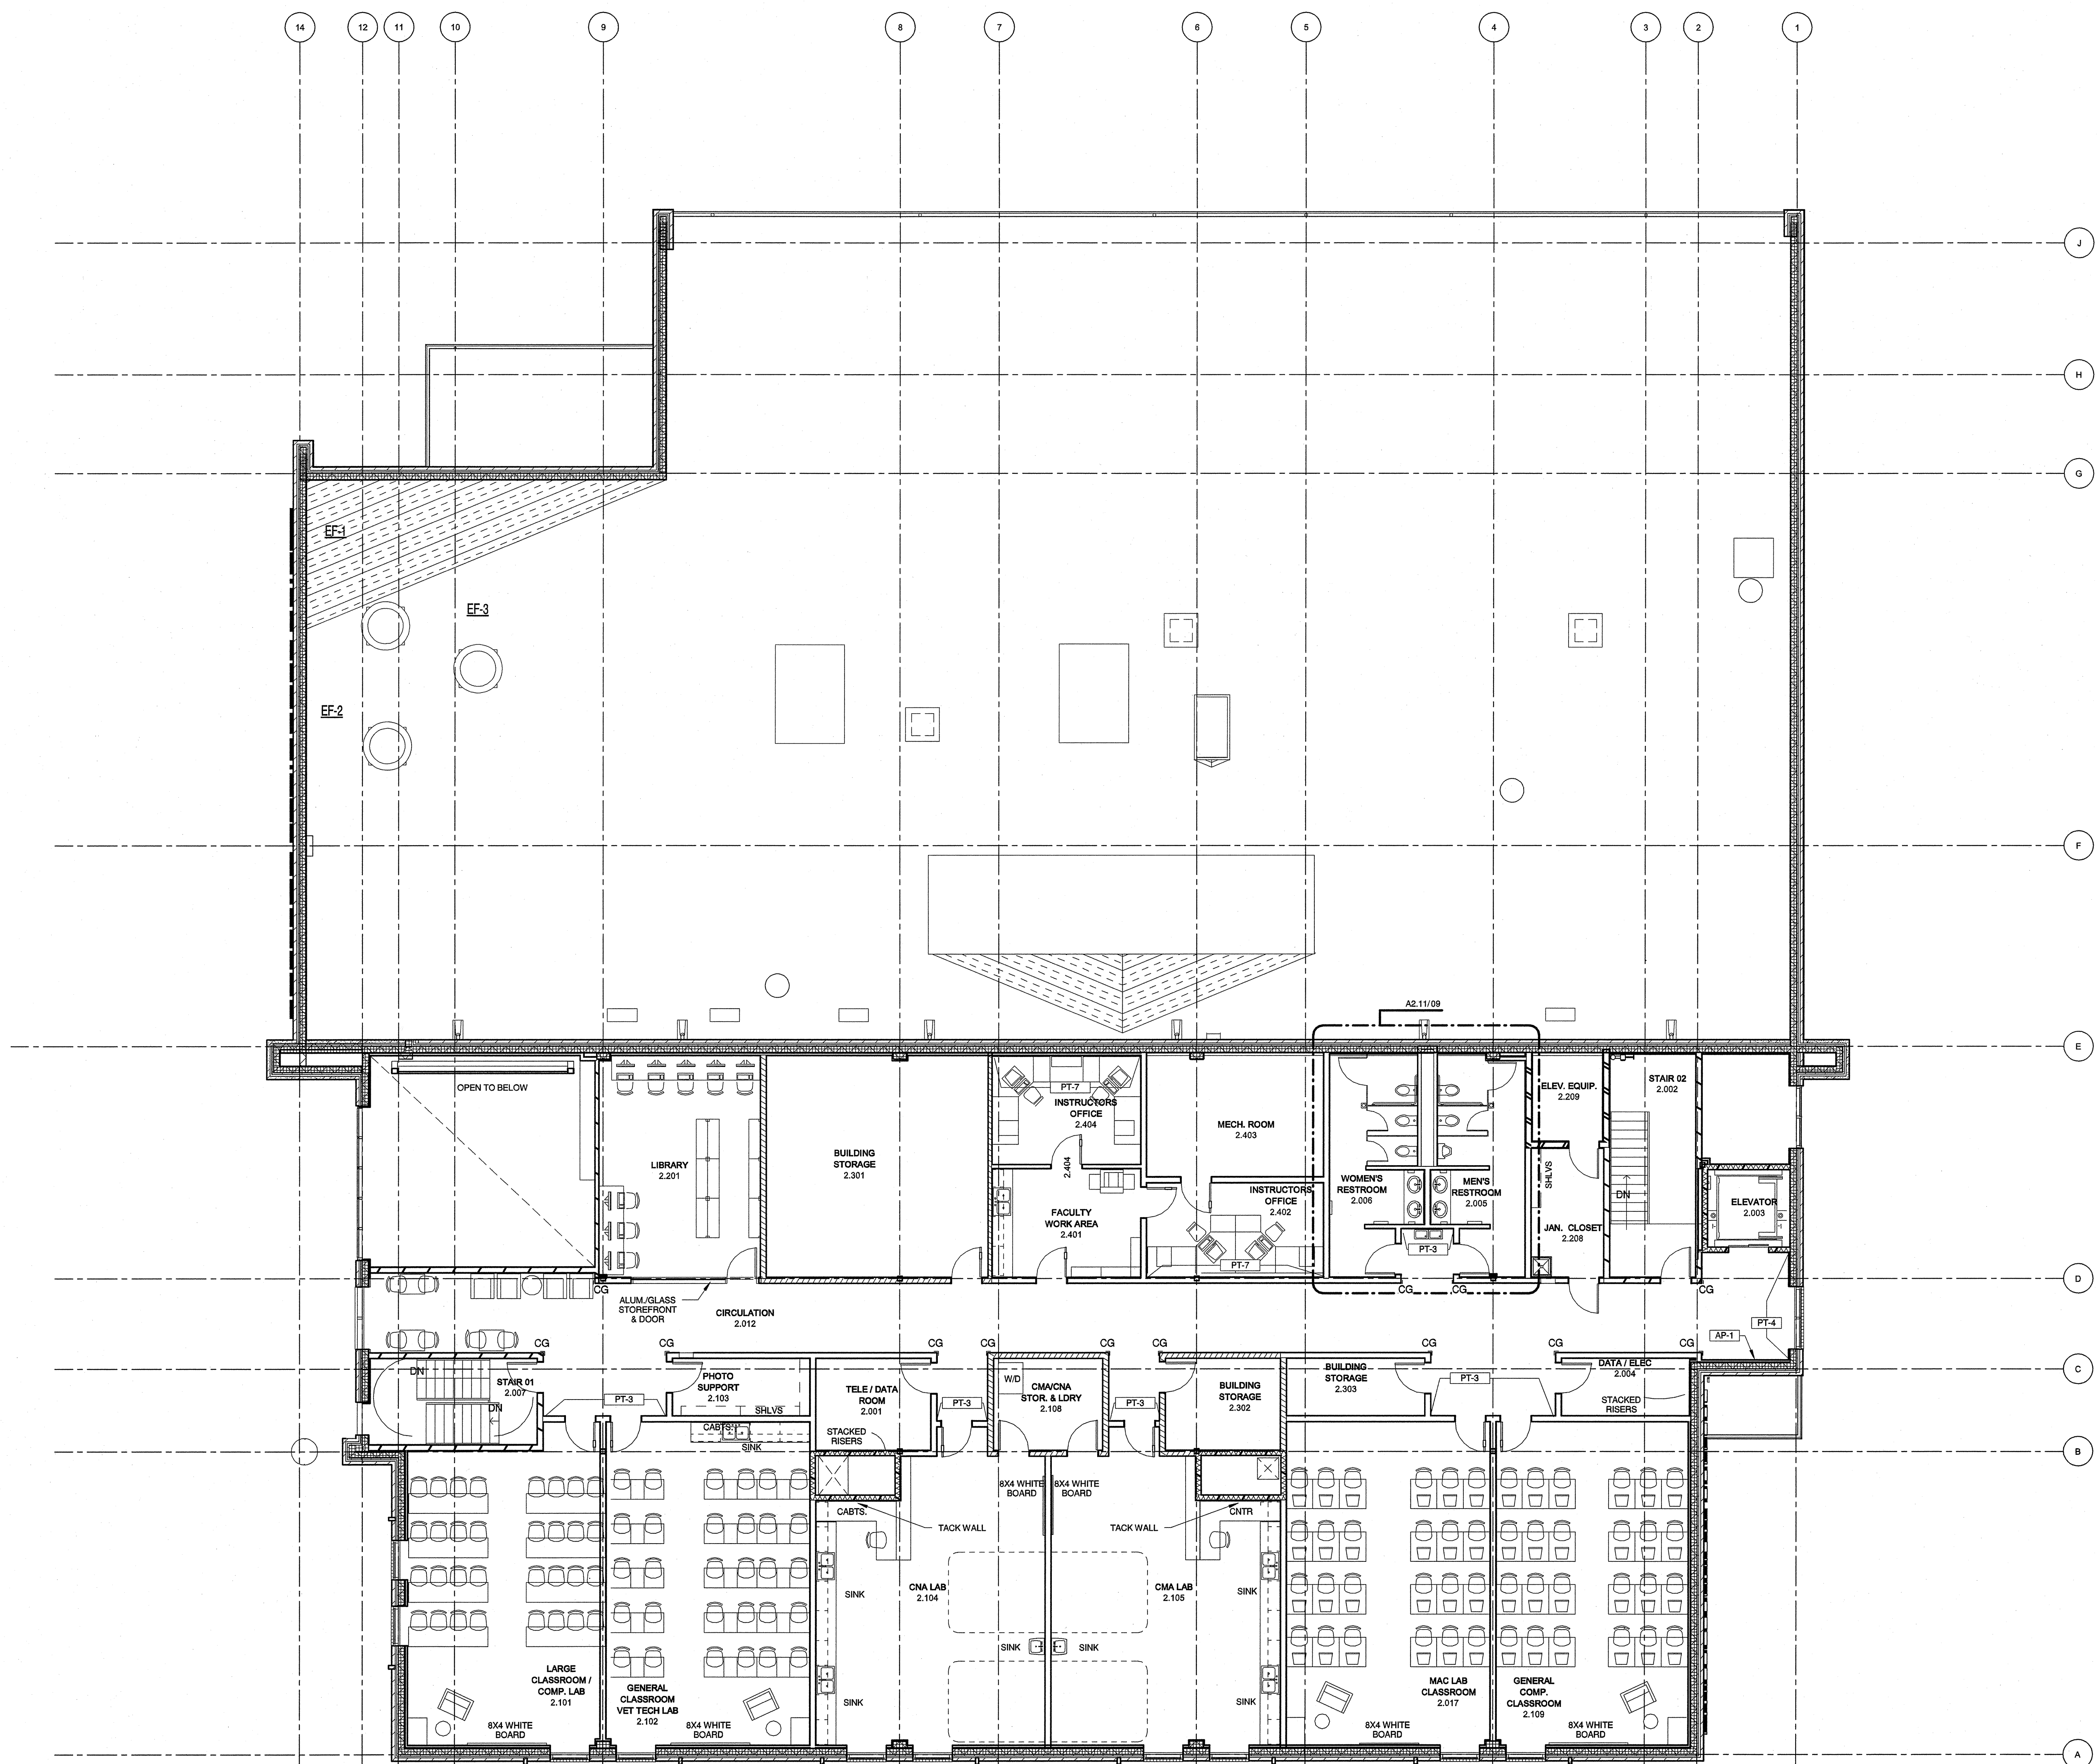 14
12
11
10
9
8
7
6
5
4
3
2
1
J
H
G
EF-1
EF-3
EF-2
F
A2.11/09
E
OPEN TO BELOW
LIBRARY
2.201
BUILDING
STORAGE
2.301
PT-7
INSTRUCTORS
OFFICE
2.404
2.404
FACULTY
WORK AREA
2.401
MECH. ROOM
2.403
INSTRUCTORS
OFFICE
2.402
PT-7
WOMEN'S
RESTROOM
2.006
MEN'S
RESTROOM
2.005
PT-3
ELEV. EQUIP.
2.209
SHLVS
JAN. CLOSET
2.208
STAIR 02
2.002
DN
ELEVATOR
2.003
D
CG
CG
CG
CG
ALUM./GLASS
STOREFRONT
& DOOR
CIRCULATION
2.012
PT-4
AP-1
CG
CG
CG
CG
CG
CG
CG
CG
CG
C
DN
STAIR 01
2.007
DN
PT-3
PHOTO
SUPPORT
2.103
SHLVS
CABTS.
SINK
TELE / DATA
ROOM
2.001
STACKED
RISERS
PT-3
W/D
CMA/CNA
STOR. & LDRY
2.108
PT-3
BUILDING
STORAGE
2.302
BUILDING
STORAGE
2.303
PT-3
DATA / ELEC
2.004
STACKED
RISERS
B
8X4 WHITE
BOARD
8X4 WHITE
BOARD
CABTS.
TACK WALL
TACK WALL
CNTR
SINK
CNA LAB
2.104
CMA LAB
2.105
SINK
SINK
SINK
SINK
SINK
LARGE
CLASSROOM /
COMP. LAB
2.101
GENERAL
CLASSROOM
VET TECH LAB
2.102
MAC LAB
CLASSROOM
2.017
GENERAL
COMP.
CLASSROOM
2.109
8X4 WHITE
BOARD
8X4 WHITE
BOARD
8X4 WHITE
BOARD
8X4 WHITE
BOARD
A